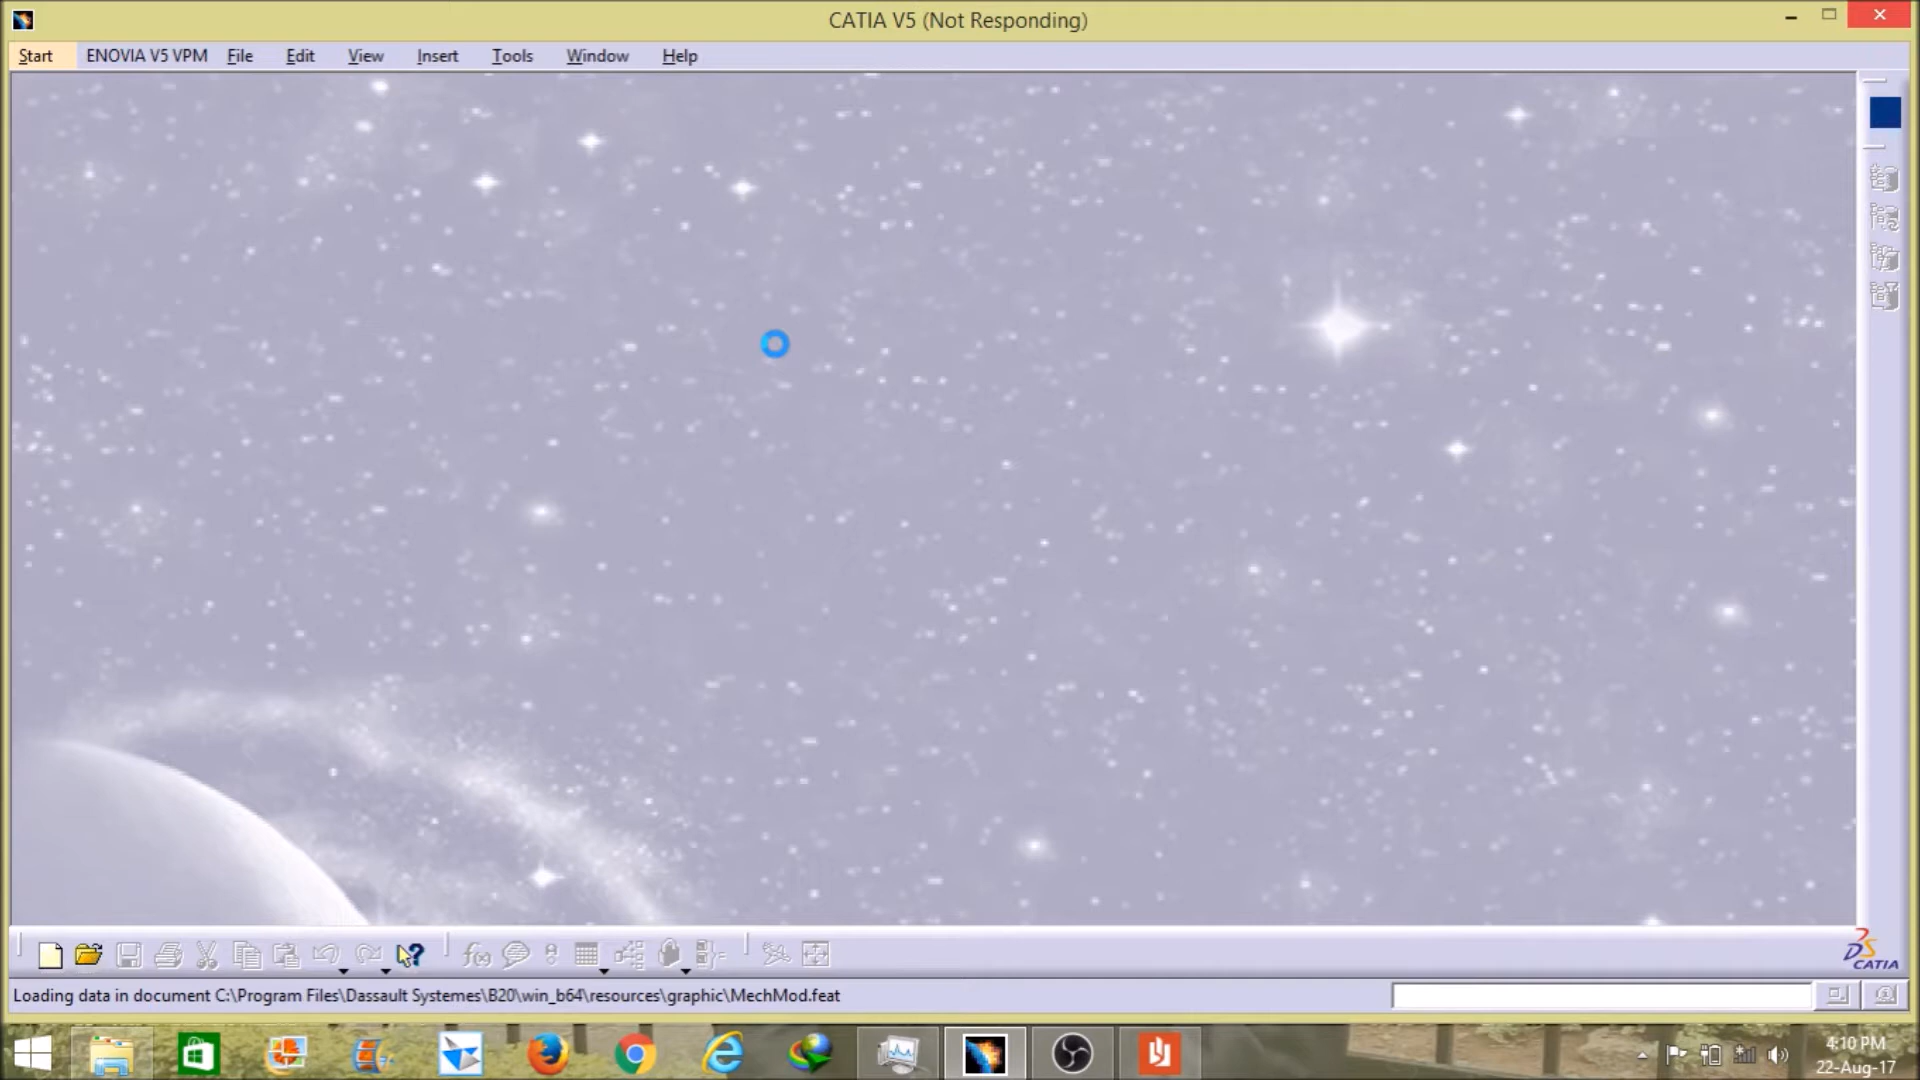 CATIA V5 (Not Responding)
Start ENOVIA V5 VPM File Edit View Insert Tools Window Help
CATIA
Loading data in document C:\Program Files\Dassault Systemes\B20\win_b64\resources\graphic\MechMod.feat
4:10 PM
22-Aug-17